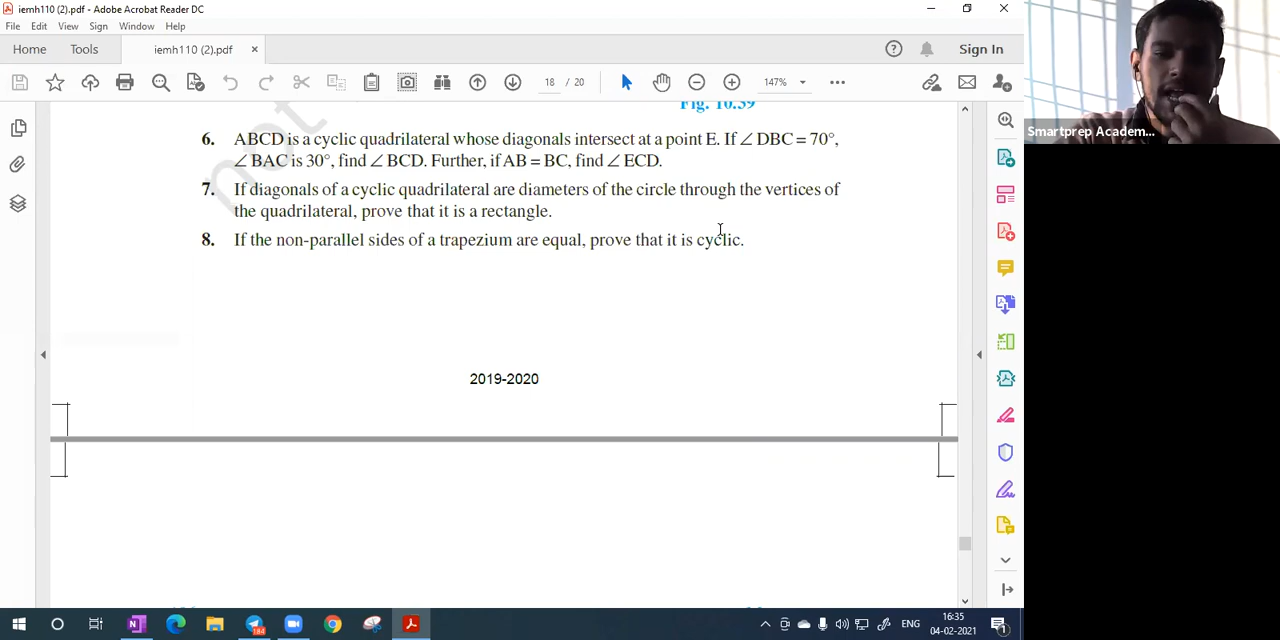 iemh110 (2).pdf - Adobe Acrobat Reader DC
File Edit View Sign Window Help
Home Tools iemh110 (2).pdf × Sign In
18 / 20 147%
not
Fig. 10.39
6. ABCD is a cyclic quadrilateral whose diagonals intersect at a point E. If ∠ DBC = 70°,
∠ BAC is 30°, find ∠ BCD. Further, if AB = BC, find ∠ ECD.
7. If diagonals of a cyclic quadrilateral are diameters of the circle through the vertices of
the quadrilateral, prove that it is a rectangle.
8. If the non-parallel sides of a trapezium are equal, prove that it is cyclic.
2019-2020
Smartprep Academ...
184
ENG
16:35
04-02-2021
1